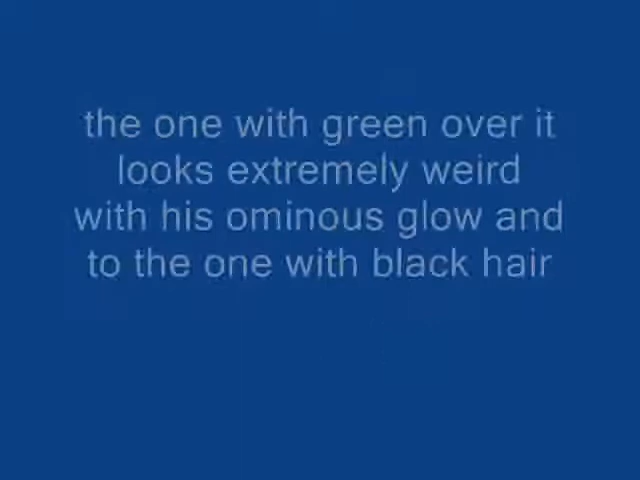 the one with green over it
looks extremely weird
with his ominous glow and
to the one with black hair